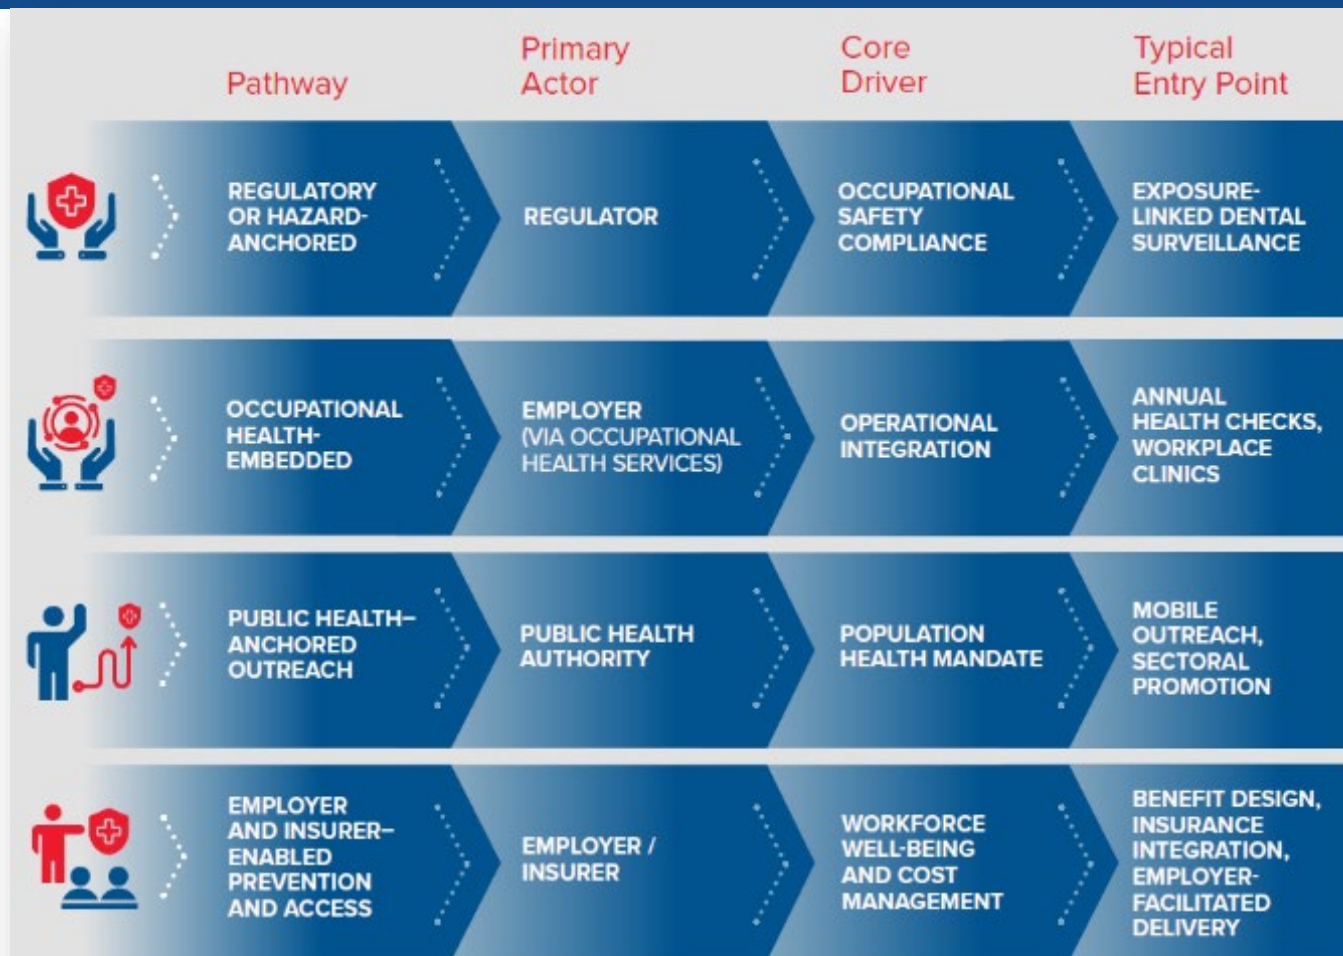 Pathway
Primary
Actor
Core
Driver
Typical
Entry Point
REGULATORY
OR HAZARD-
ANCHORED
REGULATOR
OCCUPATIONAL
SAFETY
COMPLIANCE
EXPOSURE-
LINKED DENTAL
SURVEILLANCE
OCCUPATIONAL
HEALTH-
EMBEDDED
EMPLOYER
(VIA OCCUPATIONAL
HEALTH SERVICES)
OPERATIONAL
INTEGRATION
ANNUAL
HEALTH CHECKS,
WORKPLACE
CLINICS
PUBLIC HEALTH–
ANCHORED
OUTREACH
PUBLIC HEALTH
AUTHORITY
POPULATION
HEALTH MANDATE
MOBILE
OUTREACH,
SECTORAL
PROMOTION
EMPLOYER
AND INSURER–
ENABLED
PREVENTION
AND ACCESS
EMPLOYER /
INSURER
WORKFORCE
WELL-BEING
AND COST
MANAGEMENT
BENEFIT DESIGN,
INSURANCE
INTEGRATION,
EMPLOYER-
FACILITATED
DELIVERY